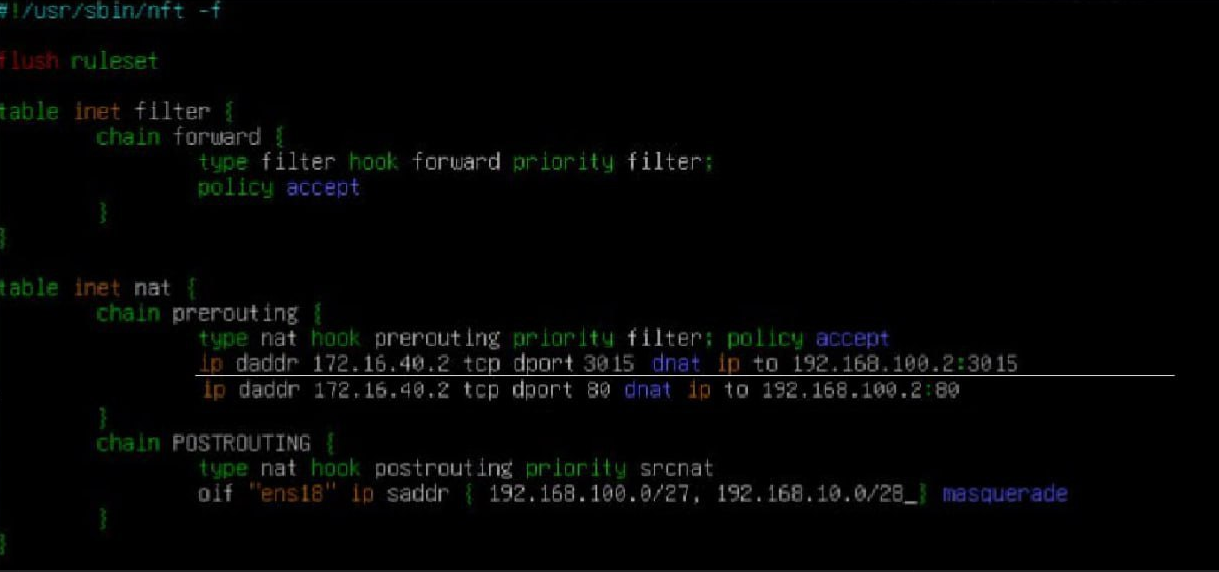 #!/usr/sbin/nft -f
flush ruleset
table inet filter {
chain forward {
type filter hook forward priority filter;
policy accept
}
}
table inet nat {
chain prerouting {
type nat hook prerouting priority filter; policy accept
ip daddr 172.16.40.2 tcp dport 3015 dnat ip to 192.168.100.2:3015
ip daddr 172.16.40.2 tcp dport 80 dnat ip to 192.168.100.2:80
}
chain POSTROUTING {
type nat hook postrouting priority srcnat
oif "ens18" ip saddr { 192.168.100.0/27, 192.168.10.0/28_} masquerade
}
}